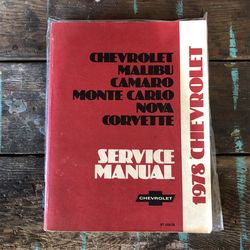 CHEVROLET
MALIBU
CAMARO
MONTE CARLO
NOVA
CORVETTE
SERVICE
MANUAL
CHEVROLET
1978 CHEVROLET